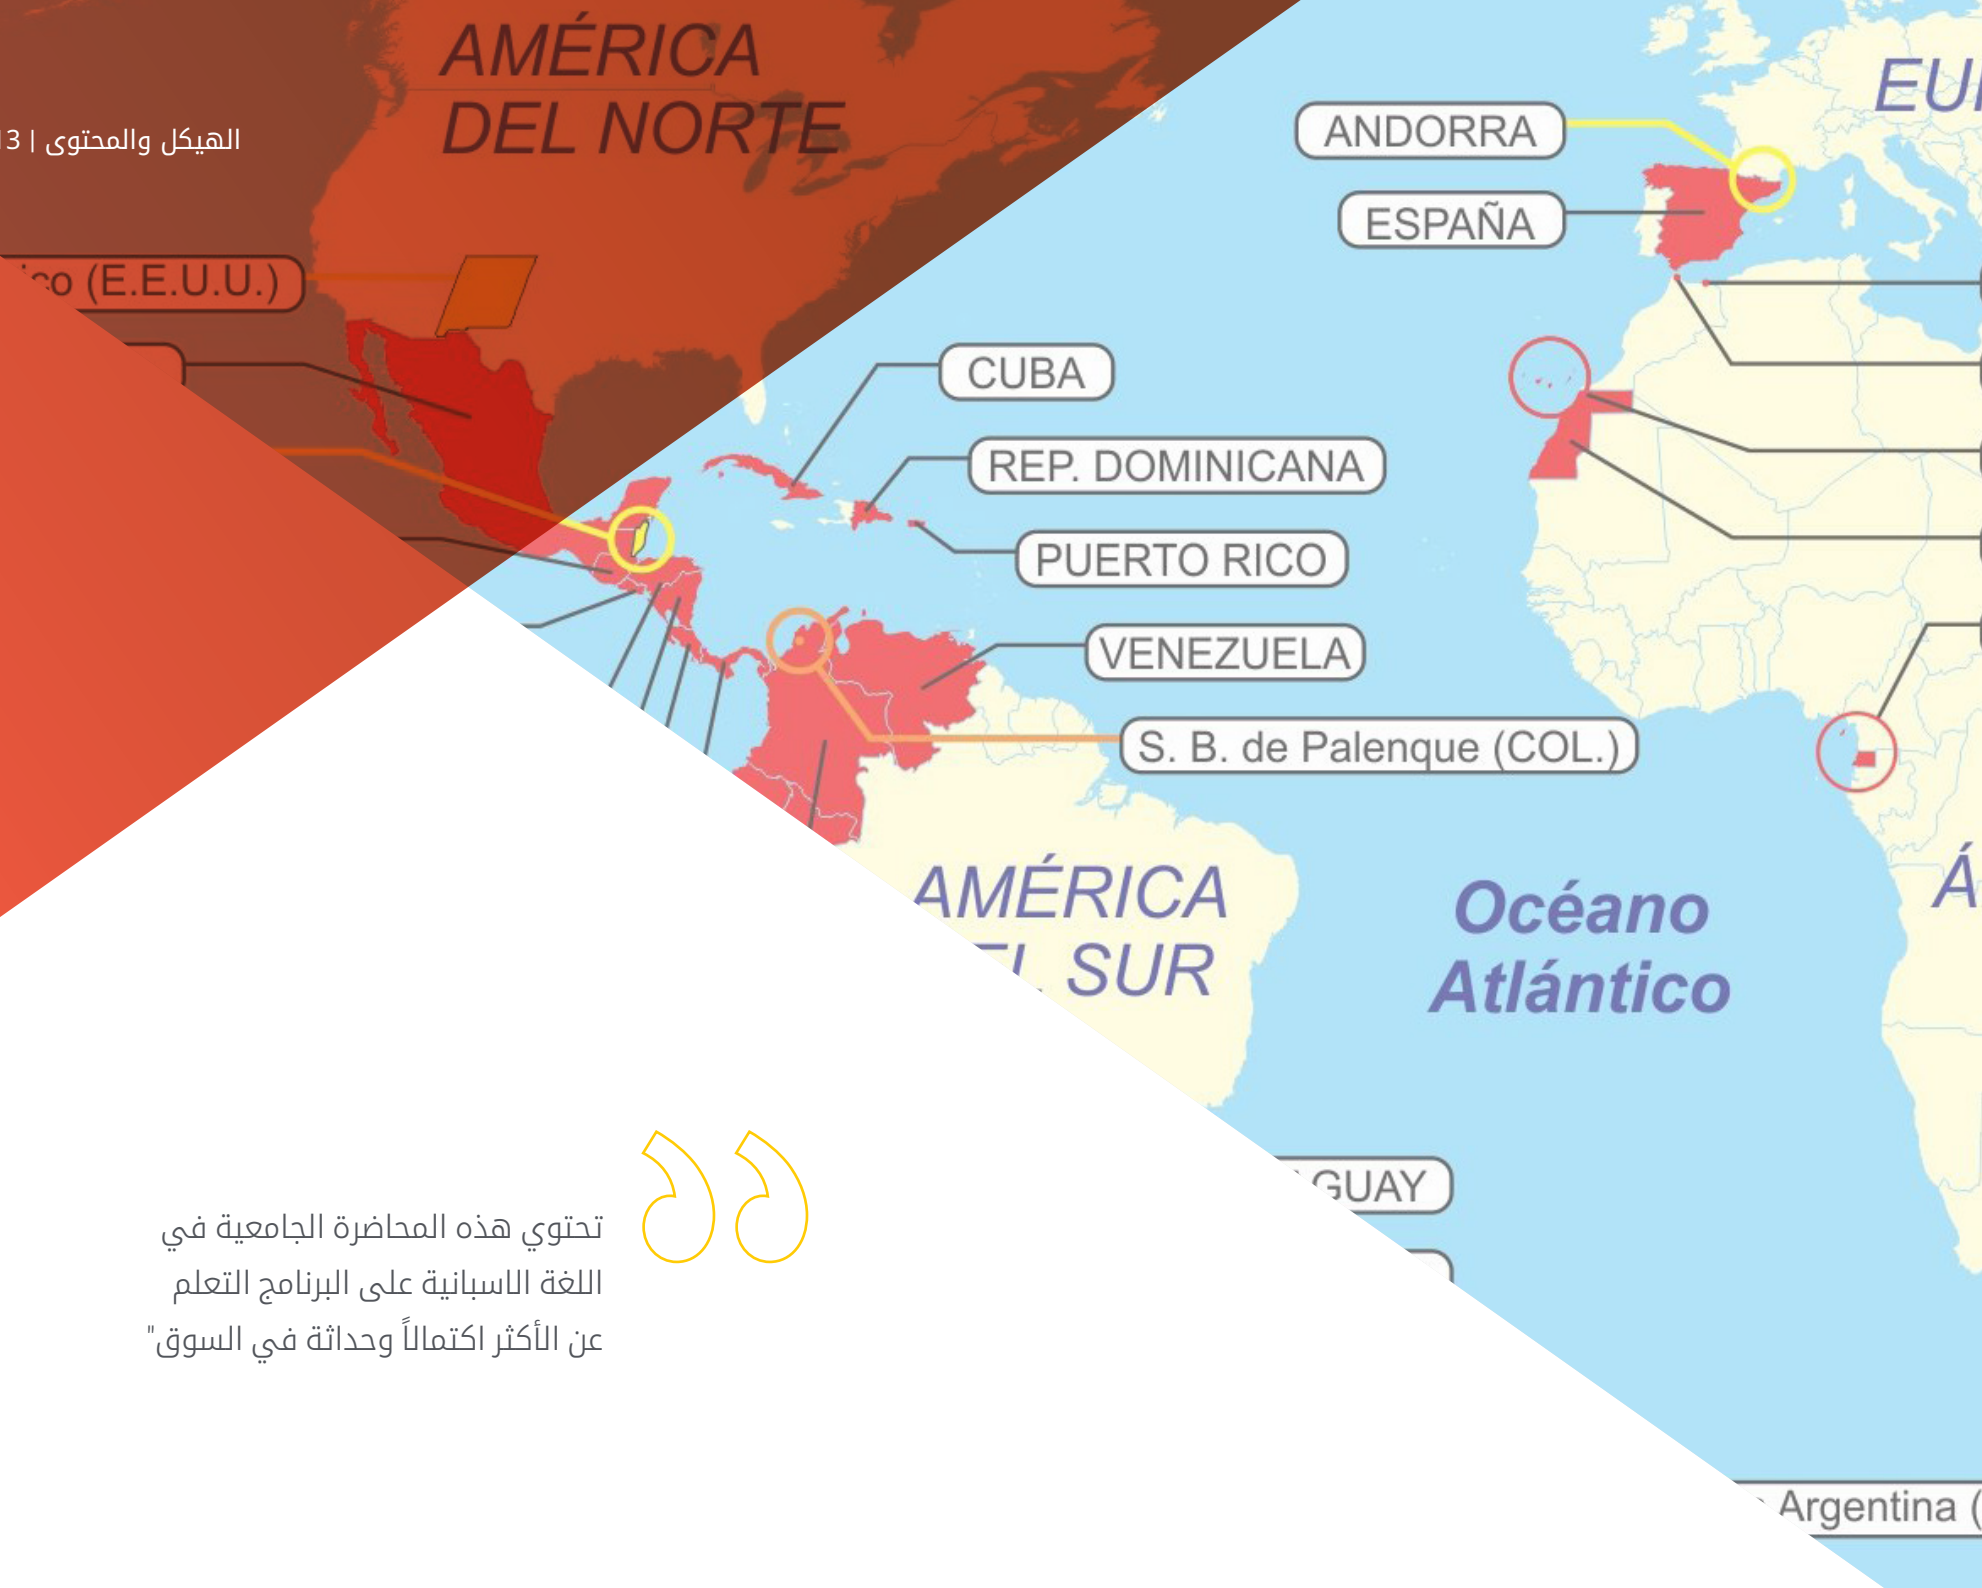 AMÉRICA
DEL NORTE
الهيكل والمحتوى | 13
ANDORRA
ESPAÑA
(E.E.U.U.)
CUBA
REP. DOMINICANA
PUERTO RICO
VENEZUELA
S. B. de Palenque (COL.)
AMÉRICA
SUR
Océano
Atlántico
تحتوي هذه المحاضرة الجامعية في
اللغة الاسبانية على البرنامج التعلم
عن الأكثر اكتمالاً وحداثة في السوق"
Argentina (